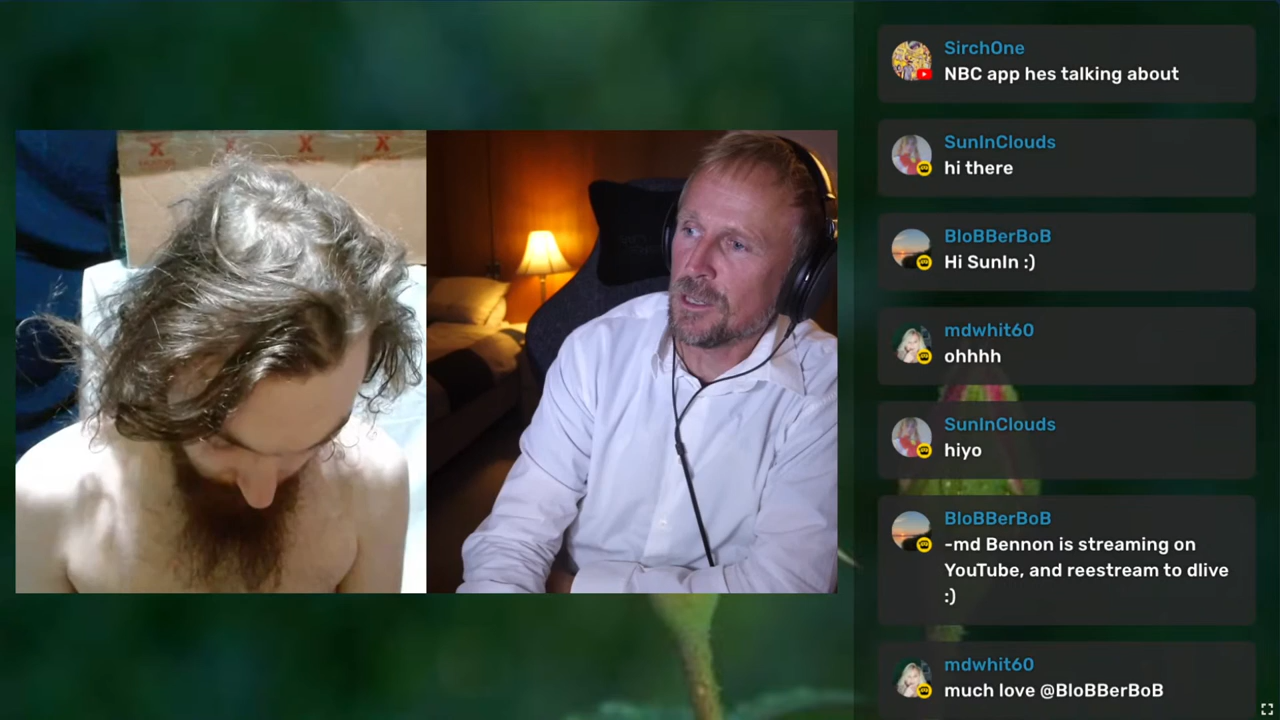 SirchOne
NBC app hes talking about
SunInClouds
hi there
BloBBerBoB
Hi SunIn :)
mdwhit60
ohhhh
SunInClouds
hiyo
BloBBerBoB
-md Bennon is streaming on
YouTube, and reestream to dlive
:)
mdwhit60
much love @BloBBerBoB